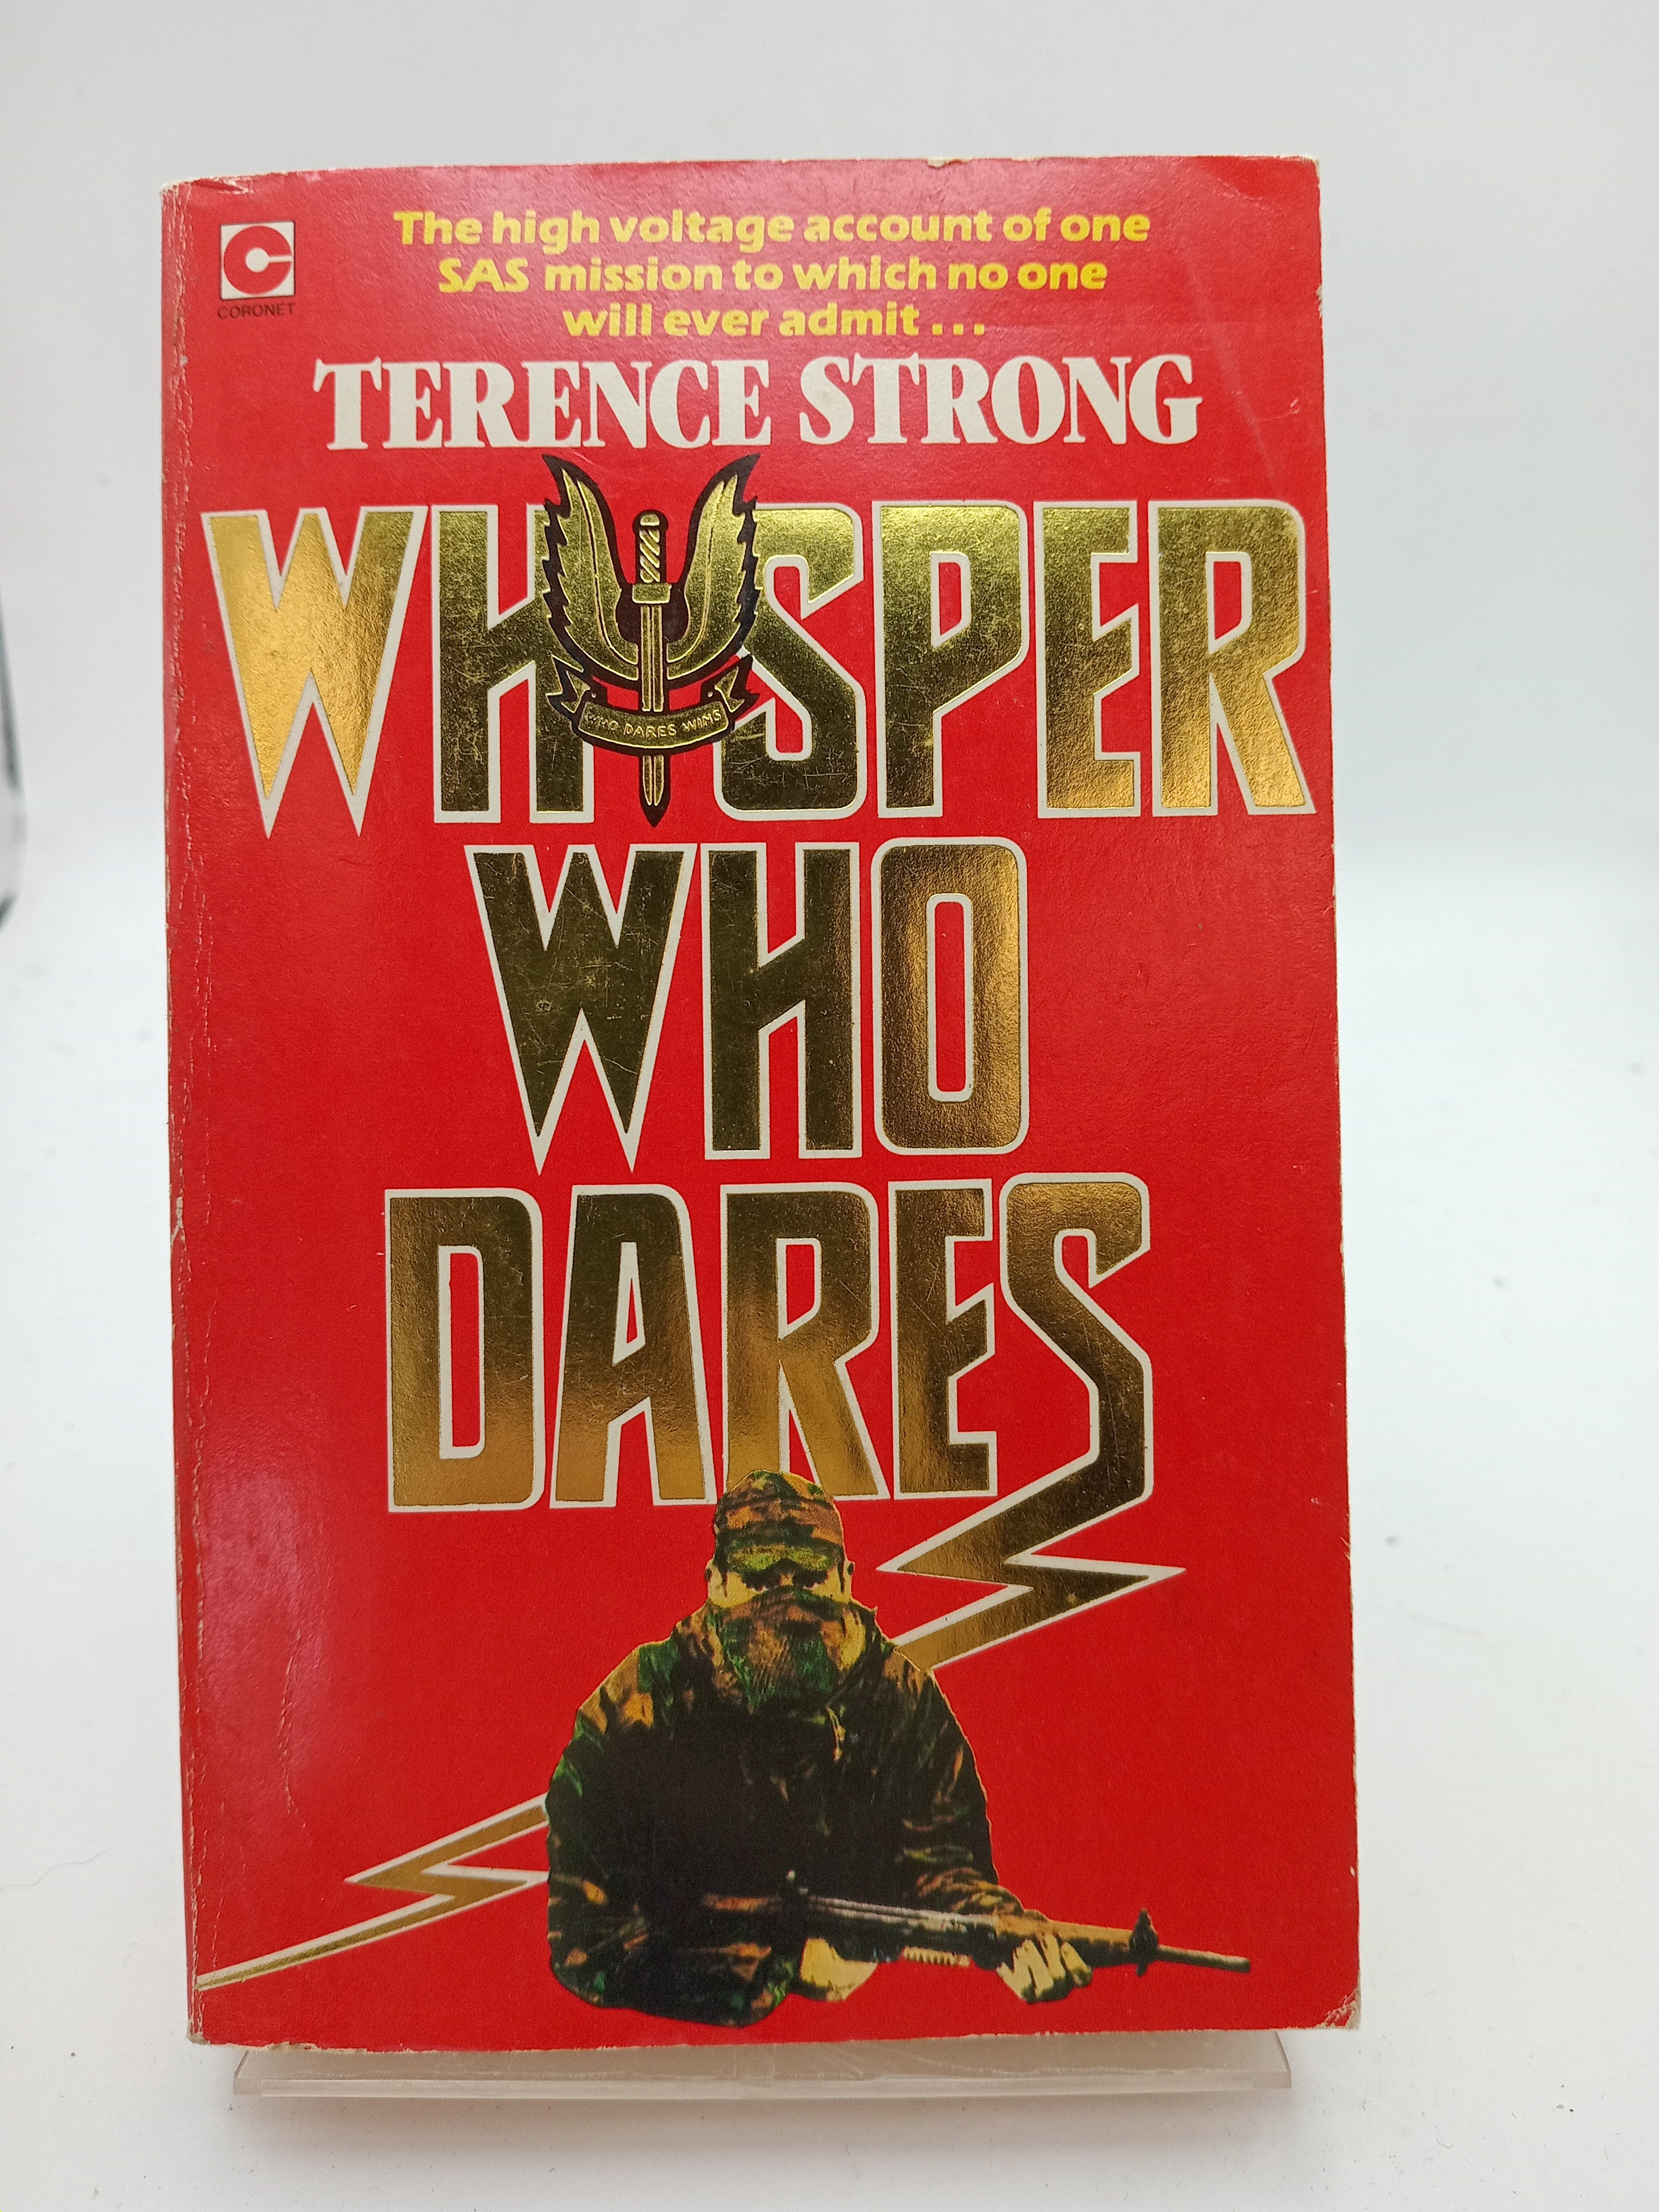 The high voltage account of one
SAS mission to which no one
will ever admit...
CORONET
TERENCE STRONG
WHISPER
WHO DARES WINS
WHO
DARES